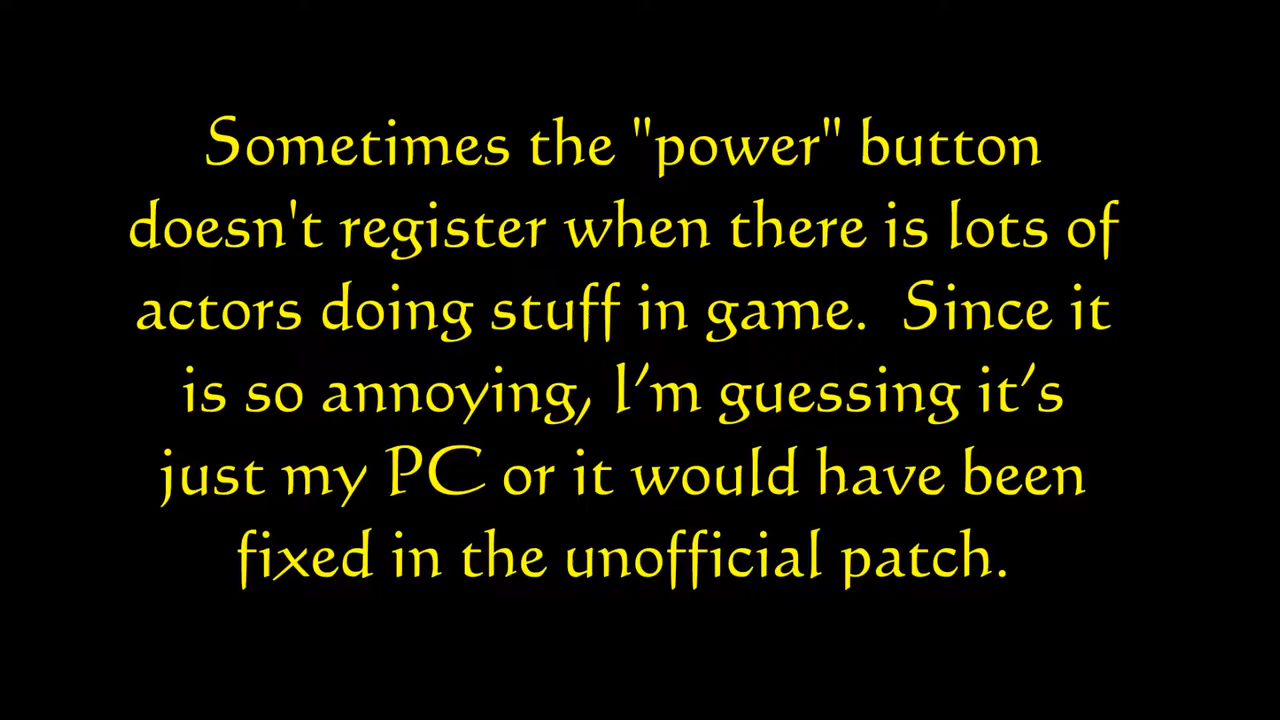 Sometimes the "power" button
doesn't register when there is lots of
actors doing stuff in game.  Since it
is so annoying, I’m guessing it’s
just my PC or it would have been
fixed in the unofficial patch.